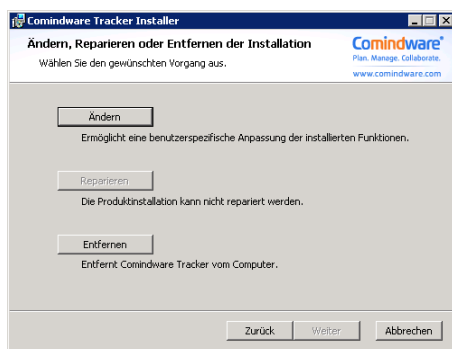 Comindware Tracker Installer
Ändern, Reparieren oder Entfernen der Installation
Wählen Sie den gewünschten Vorgang aus.
Comindware®
Plan. Manage. Collaborate.
www.comindware.com
Ändern
Ermöglicht eine benutzerspezifische Anpassung der installierten Funktionen.
Reparieren
Die Produktinstallation kann nicht repariert werden.
Entfernen
Entfernt Comindware Tracker vom Computer.
Zurück
Weiter
Abbrechen